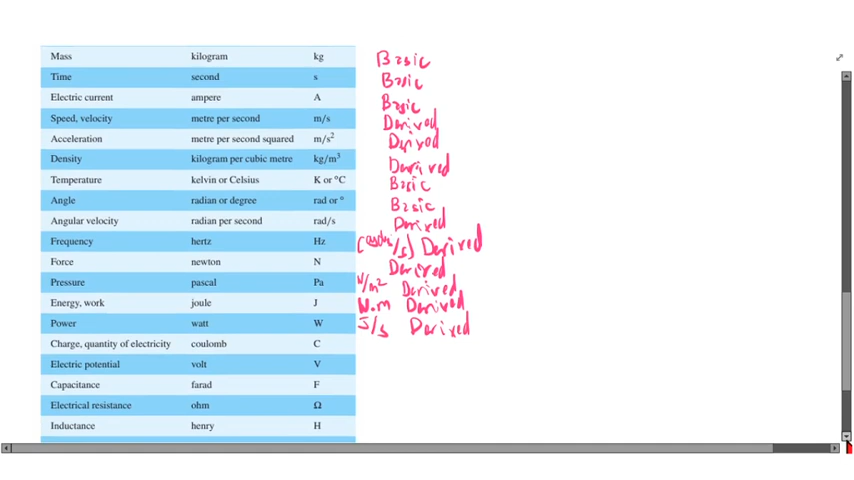 Mass kilogram kg Basic
Time second s Basic
Electric current ampere A Basic
Speed, velocity metre per second m/s Derived
Acceleration metre per second squared m/s² Derived
Density kilogram per cubic metre kg/m³ Derived
Temperature kelvin or Celsius K or °C Basic
Angle radian or degree rad or ° Basic
Angular velocity radian per second rad/s Derived
Frequency hertz Hz Derived
Force newton N Derived
Pressure pascal Pa N/m² Derived
Energy, work joule J N.m Derived
Power watt W J/s Derived
Charge, quantity of electricity coulomb C
Electric potential volt V
Capacitance farad F
Electrical resistance ohm Ω
Inductance henry H